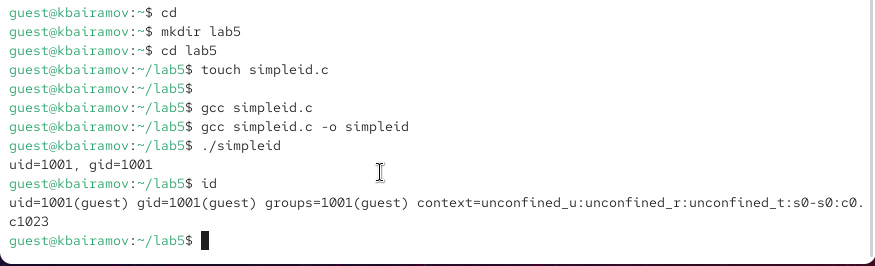 guest@kbairamov:~$ cd
guest@kbairamov:~$ mkdir lab5
guest@kbairamov:~$ cd lab5
guest@kbairamov:~/lab5$ touch simpleid.c
guest@kbairamov:~/lab5$
guest@kbairamov:~/lab5$ gcc simpleid.c
guest@kbairamov:~/lab5$ gcc simpleid.c -o simpleid
guest@kbairamov:~/lab5$ ./simpleid
uid=1001, gid=1001
guest@kbairamov:~/lab5$ id
uid=1001(guest) gid=1001(guest) groups=1001(guest) context=unconfined_u:unconfined_r:unconfined_t:s0-s0:c0.
c1023
guest@kbairamov:~/lab5$